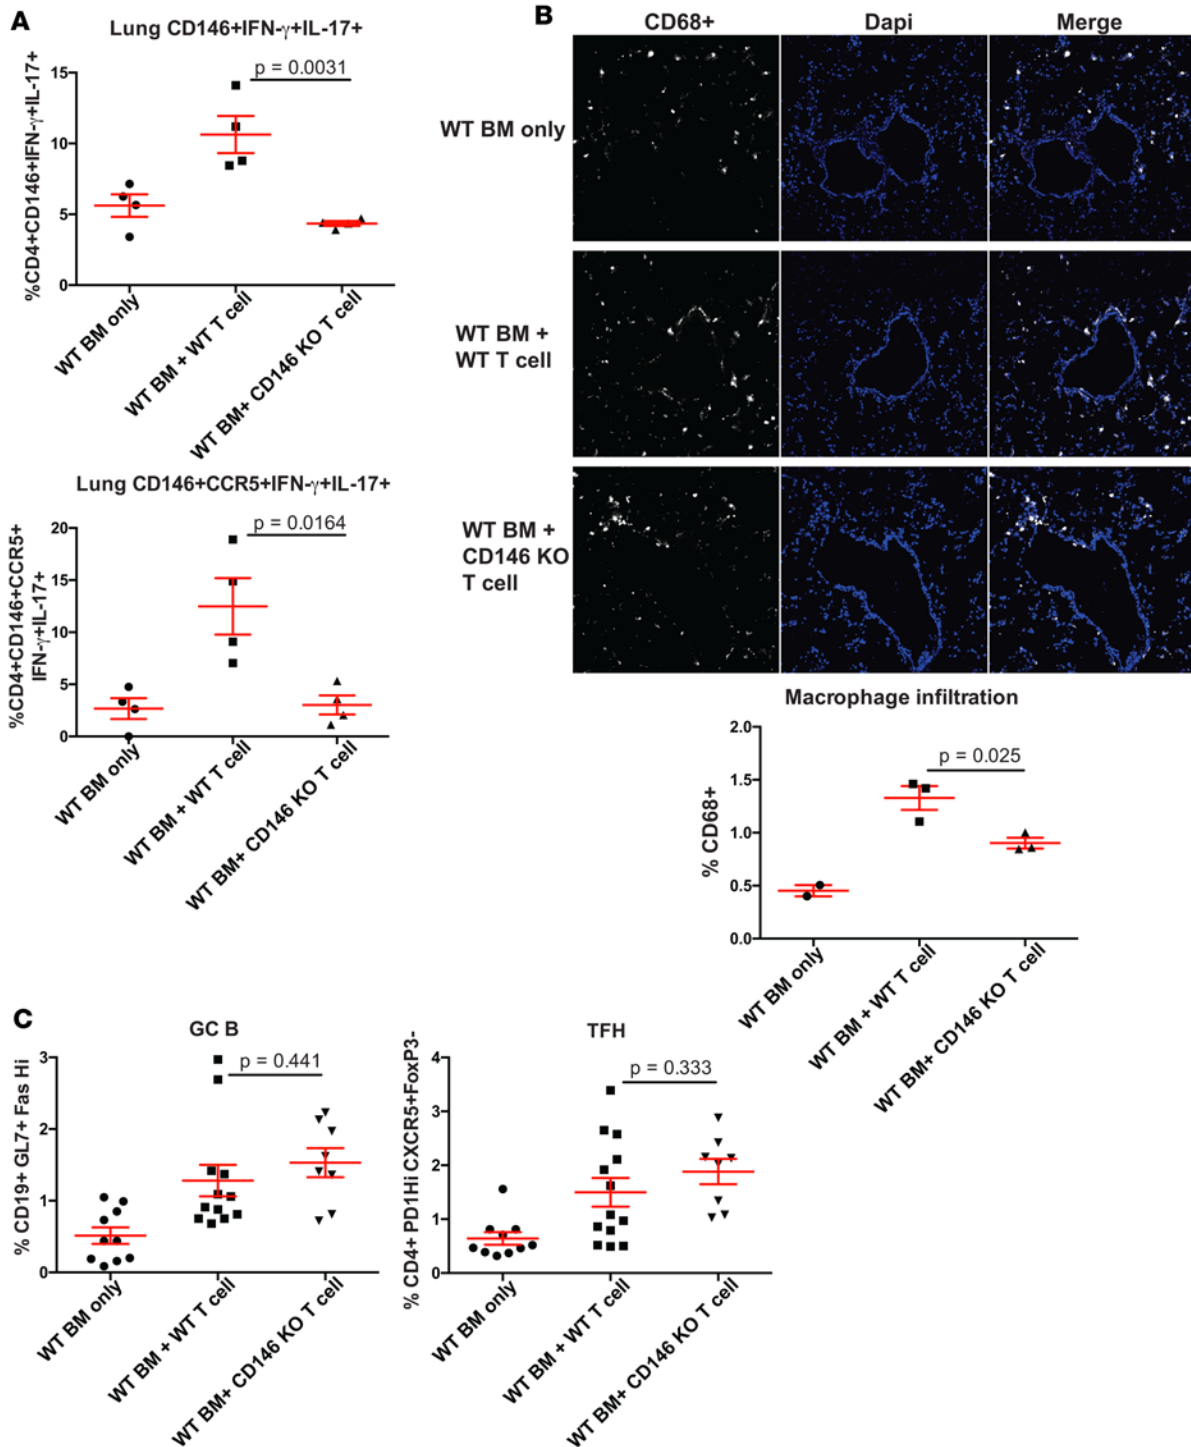 A
Lung CD146+IFN-γ+IL-17+
%CD4+CD146+IFN-γ+IL-17+
15
10
5
0
p = 0.0031
WT BM only
WT BM + WT T cell
WT BM+ CD146 KO T cell
Lung CD146+CCR5+IFN-γ+IL-17+
%CD4+CD146+CCR5+
IFN-γ+IL-17+
20
15
10
5
0
p = 0.0164
WT BM only
WT BM + WT T cell
WT BM+ CD146 KO T cell
B
CD68+
Dapi
Merge
WT BM only
WT BM +
WT T cell
WT BM +
CD146 KO
T cell
Macrophage infiltration
% CD68+
2.0
1.5
1.0
0.5
0.0
p = 0.025
WT BM only
WT BM + WT T cell
WT BM+ CD146 KO T cell
C
GC B
% CD19+ GL7+ Fas Hi
3
2
1
0
p = 0.441
WT BM only
WT BM + WT T cell
WT BM+ CD146 KO T cell
TFH
% CD4+ PD1Hi CXCR5+FoxP3-
4
3
2
1
0
p = 0.333
WT BM only
WT BM + WT T cell
WT BM+ CD146 KO T cell